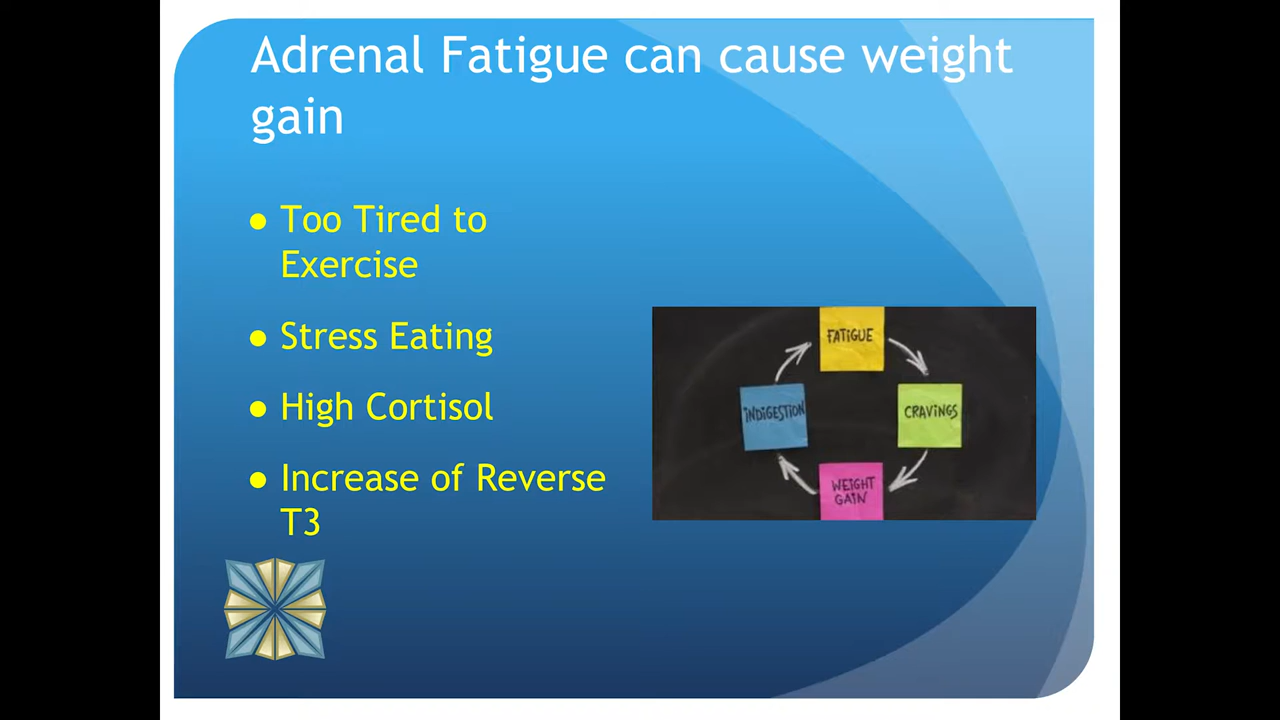 Adrenal Fatigue can cause weight
gain
● Too Tired to
Exercise
● Stress Eating
● High Cortisol
● Increase of Reverse
T3
FATIGUE
CRAVINGS
WEIGHT
GAIN
INDIGESTION